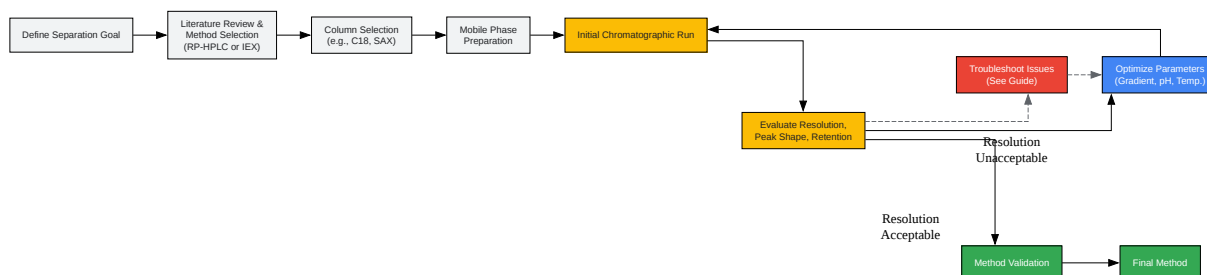 Define Separation Goal
Literature Review &
Method Selection
(RP-HPLC or IEX)
Column Selection
(e.g., C18, SAX)
Mobile Phase
Preparation
Initial Chromatographic Run
Troubleshoot Issues
(See Guide)
Optimize Parameters
(Gradient, pH, Temp.)
Evaluate Resolution,
Peak Shape, Retention
Resolution
Unacceptable
Resolution
Acceptable
Method Validation
Final Method